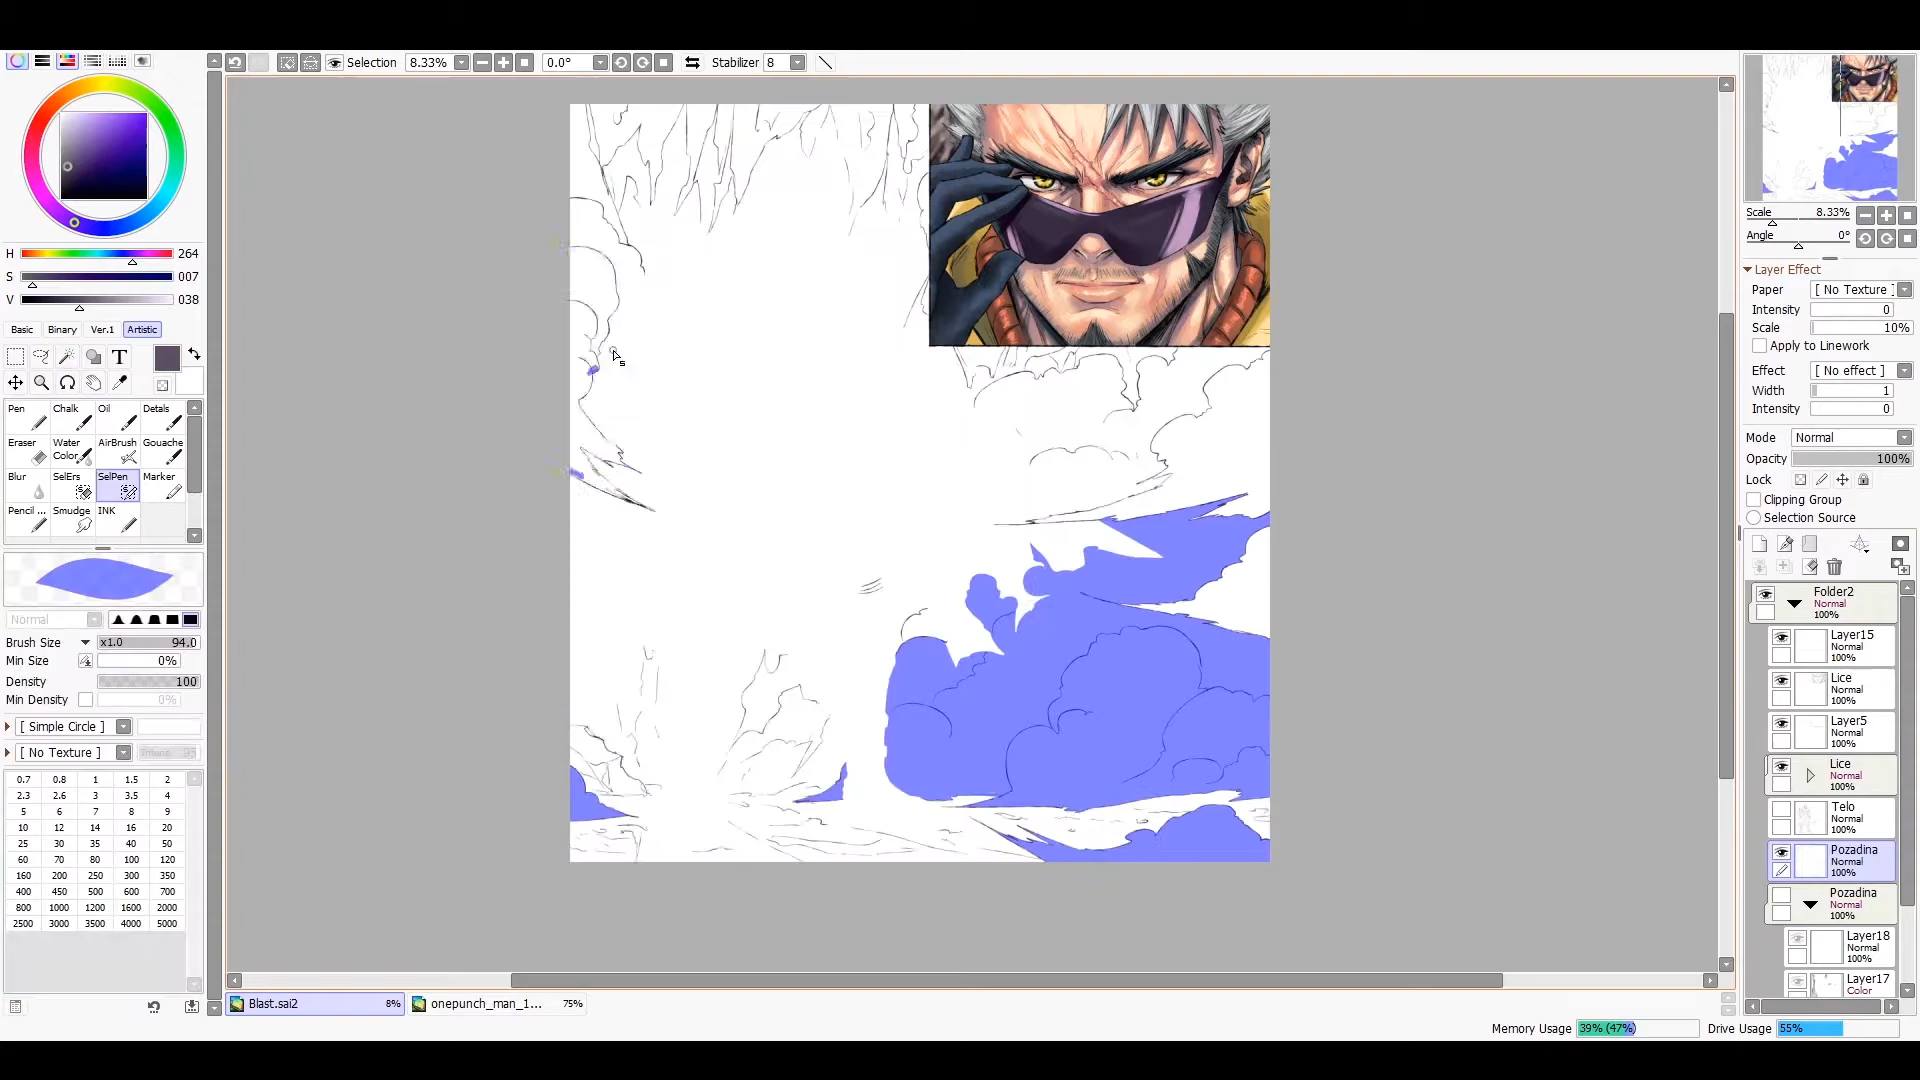 Selection 8.33% 0.0° Stabilizer 8
H 264
S 007
V 038
Basic Binary Ver.1 Artistic
T
Pen Chalk Oil Detals
Eraser Water Color AirBrush Gouache
Blur SelErs SelPen Marker
Pencil ... Smudge INK
Normal
Brush Size x1.0 94.0
Min Size 0%
Density 100
Min Density 0%
[ Simple Circle ]
[ No Texture ]
0.7 0.8 1 1.5 2
2.3 2.6 3 3.5 4
5 6 7 8 9
10 12 14 16 20
25 30 35 40 50
60 70 80 100 120
160 200 250 300 350
400 450 500 600 700
800 1000 1200 1600 2000
2500 3000 3500 4000 5000
Blast.sai2 8% onepunch_man_1... 75%
Scale 8.33%
Angle 0°
Layer Effect
Paper [ No Texture ]
Intensity 0
Scale 10%
Apply to Linework
Effect [ No effect ]
Width 1
Intensity 0
Mode Normal
Opacity 100%
Lock
Clipping Group
Selection Source
Folder2
Normal
100%
Layer15
Normal
100%
Lice
Normal
100%
Layer5
Normal
100%
Lice
Normal
100%
Telo
Normal
100%
Pozadina
Normal
100%
Pozadina
Normal
100%
Layer18
Normal
100%
Layer17
Color
Memory Usage 39% (47%) Drive Usage 55%